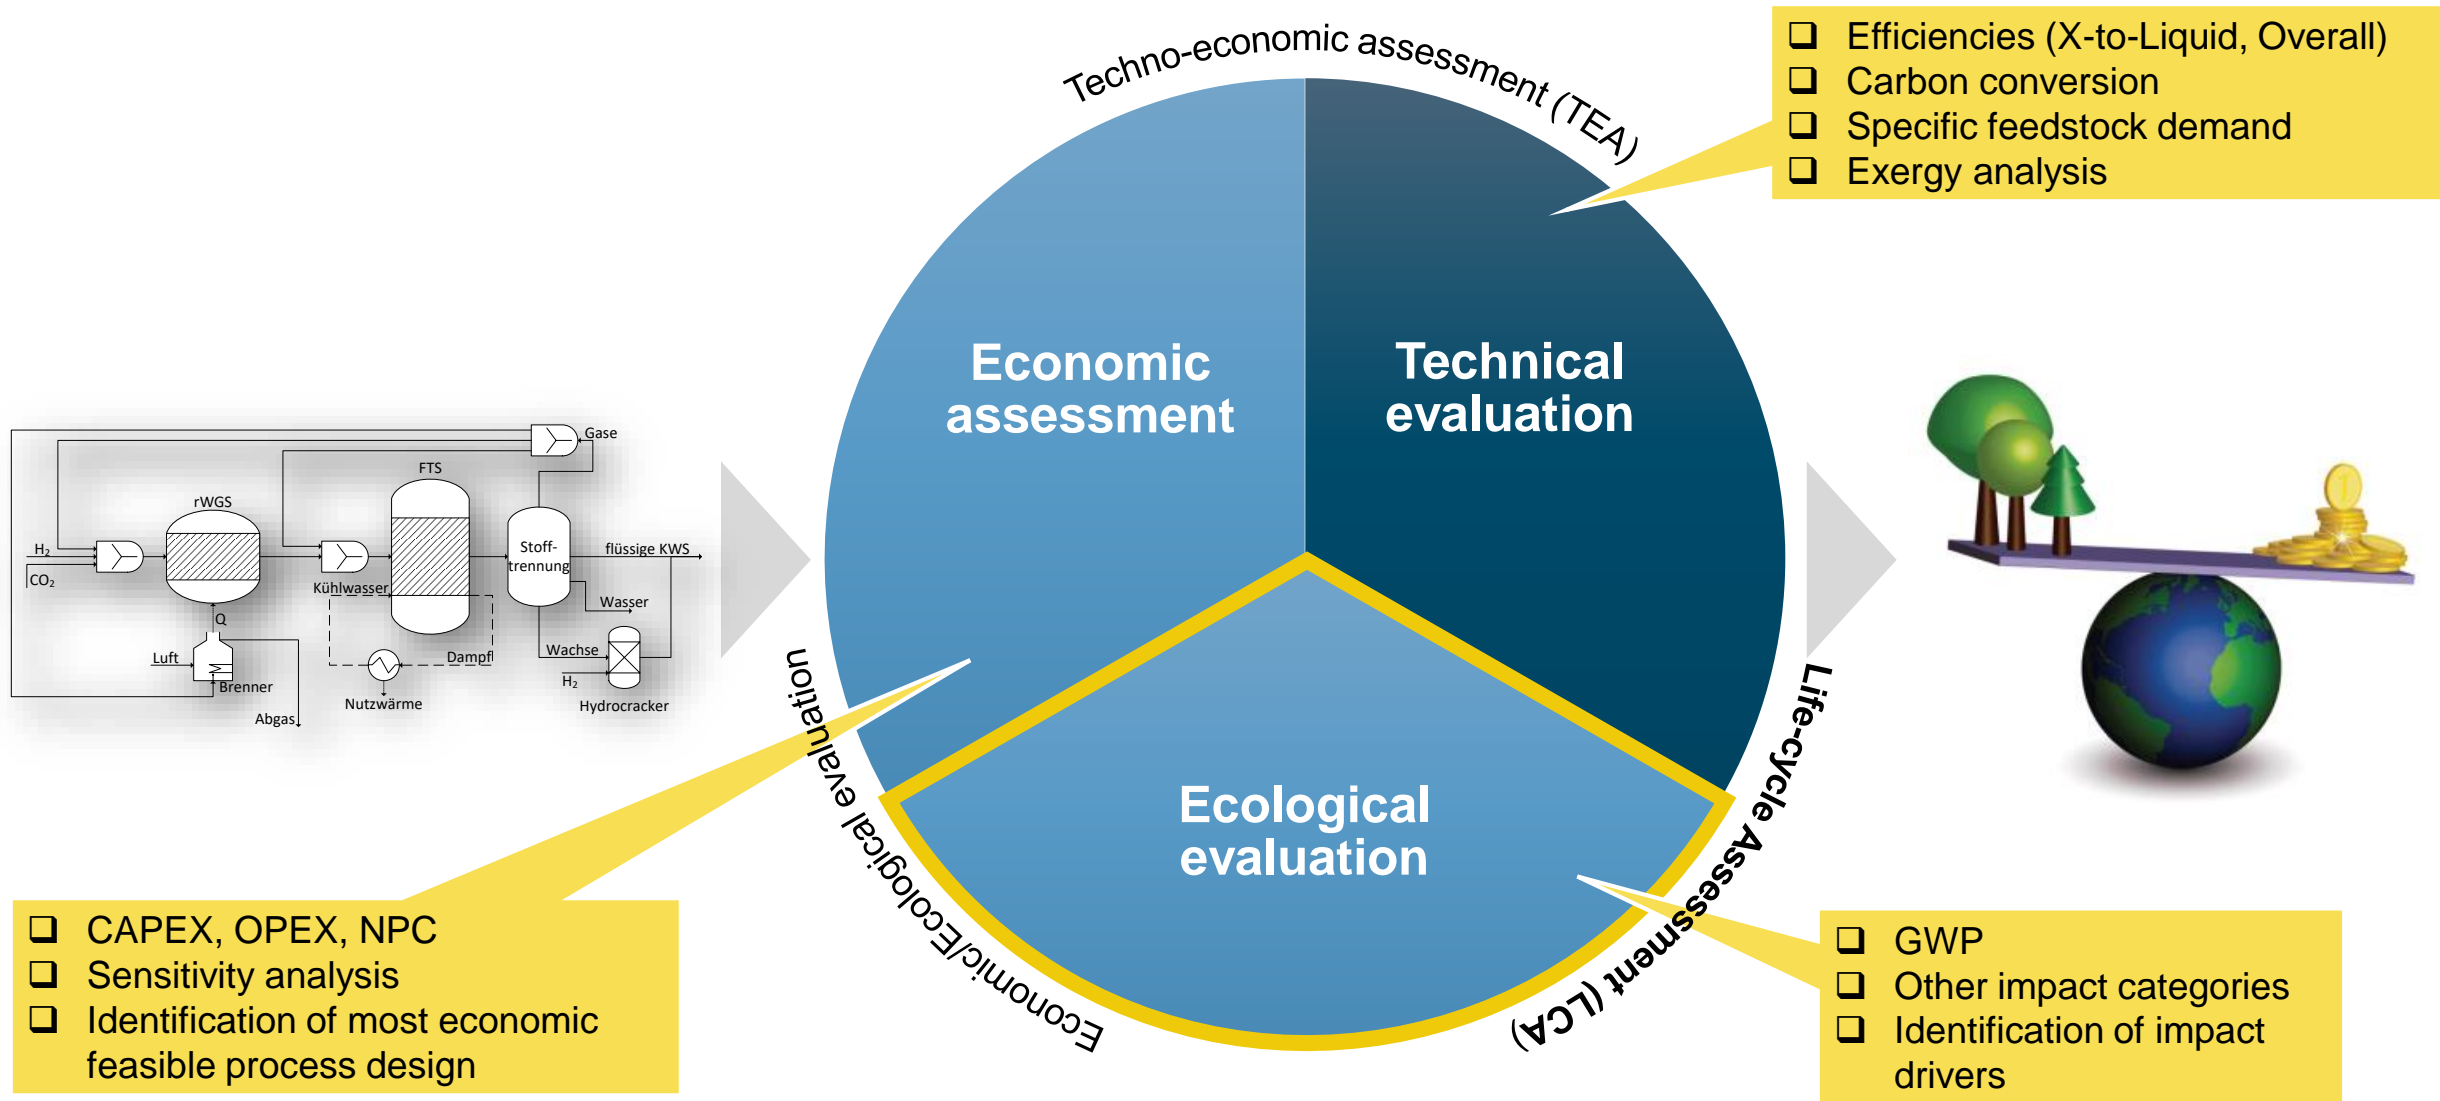 Techno-economic assessment (TEA)
Efficiencies (X-to-Liquid, Overall)
Carbon conversion
Specific feedstock demand
Exergy analysis
Economic
assessment
Technical
evaluation
Ecological
evaluation
Economic/Ecological evaluation
Life-cycle Assessment (LCA)
Gase
FTS
rWGS
H₂
CO₂
Stoff-
trennung
flüssige KWS
Kühlwasser
Wasser
Q
Luft
Brenner
Abgas
Dampf
Nutzwärme
Wachse
H₂
Hydrocracker
CAPEX, OPEX, NPC
Sensitivity analysis
Identification of most economic
feasible process design
GWP
Other impact categories
Identification of impact
drivers